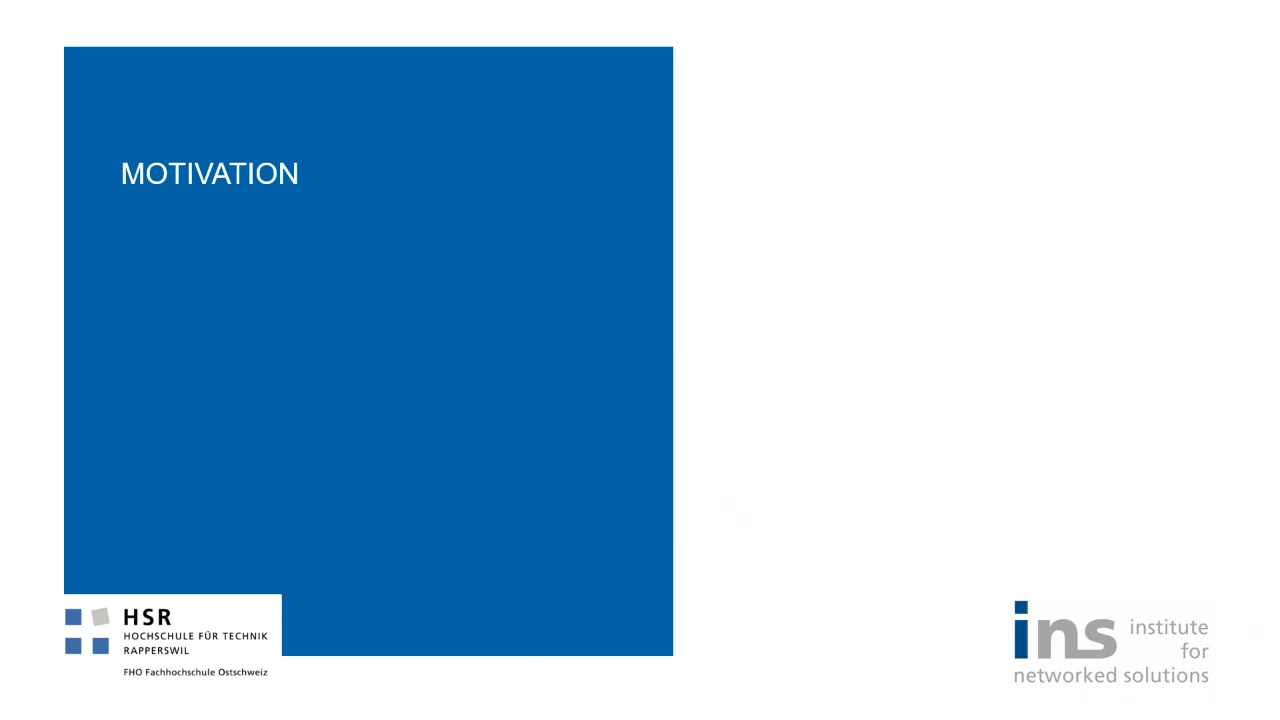 MOTIVATION
HSR
HOCHSCHULE FÜR TECHNIK
RAPPERSWIL
FHO Fachhochschule Ostschweiz
ins institute
for
networked solutions